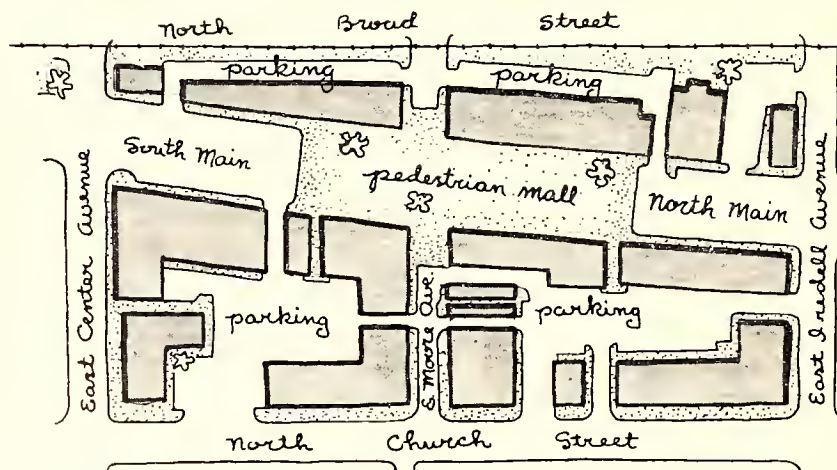 North Broad Street
parking
parking
South Main
pedestrian mall
North Main
East Center Avenue
East Iredell Avenue
E Moore Ave.
parking
parking
North Church Street